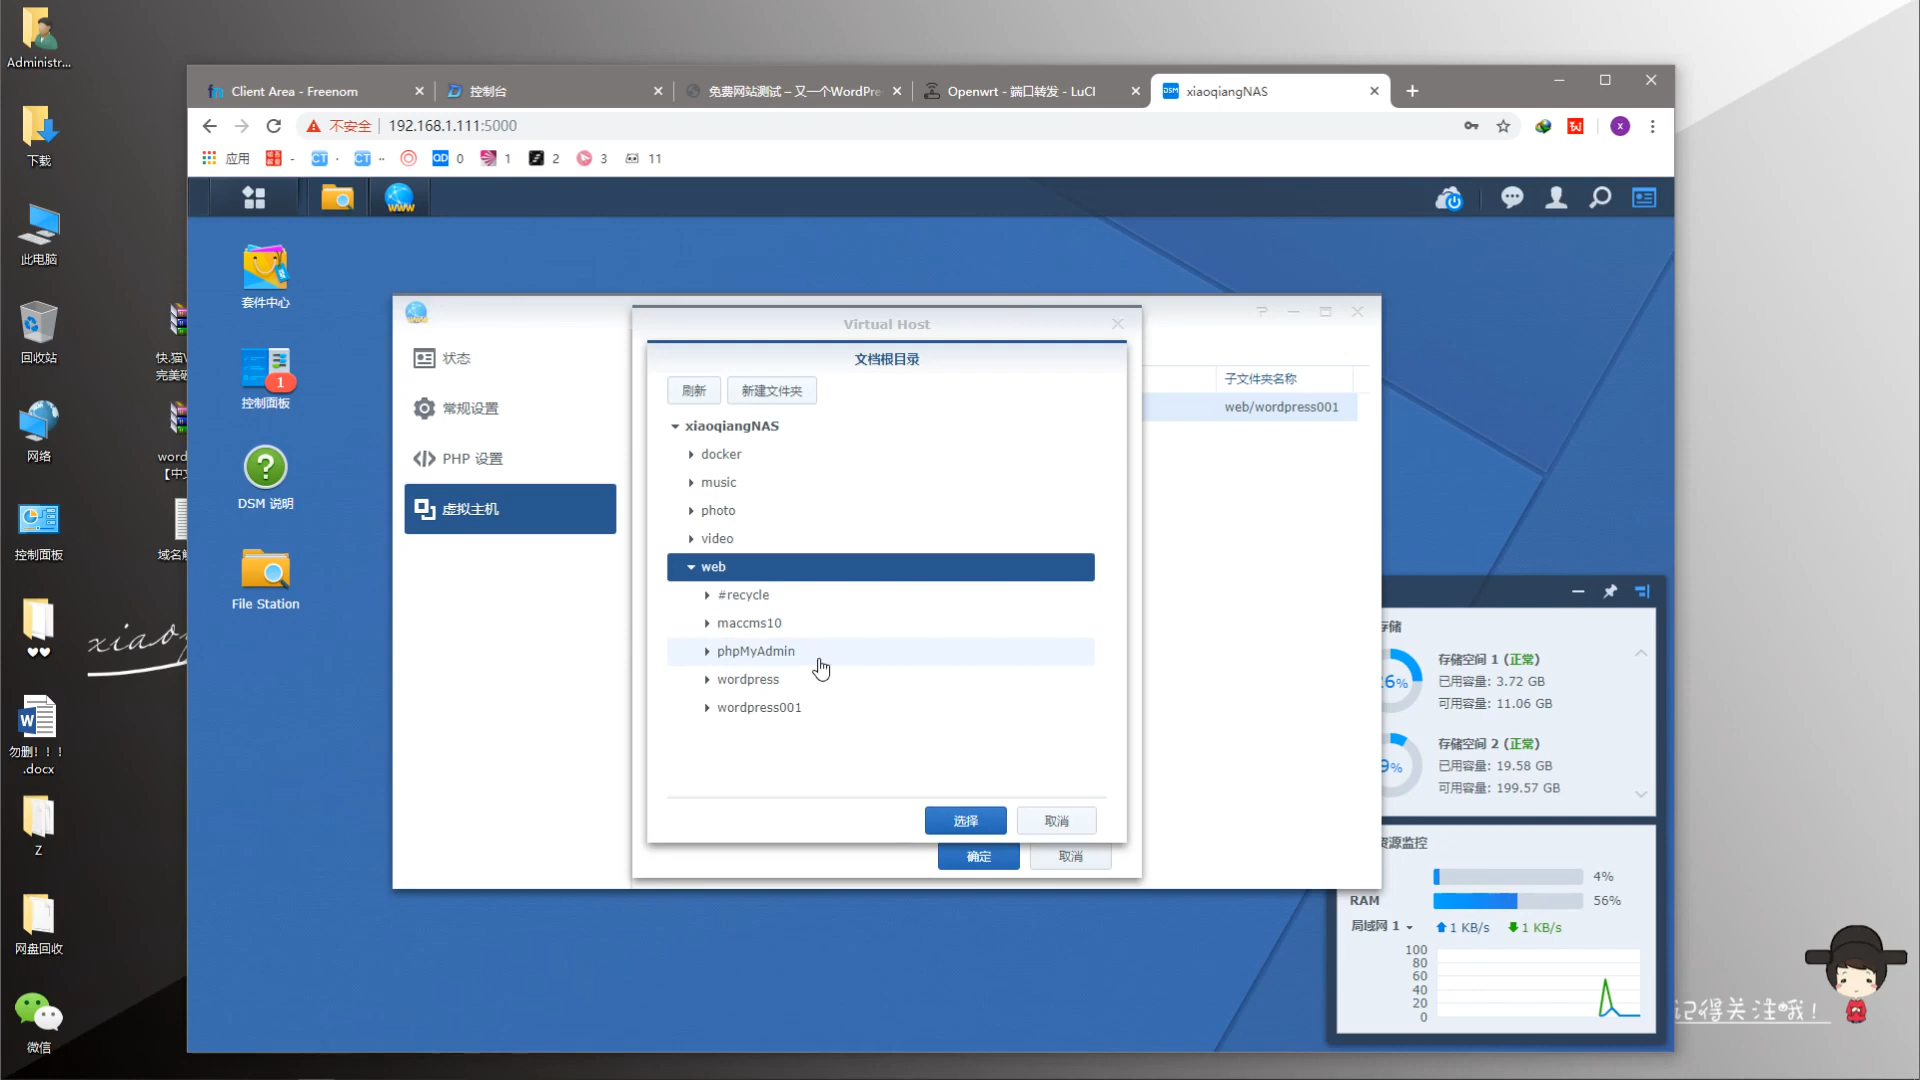 Administr...
下载
此电脑
回收站
网络
控制面板
勿删！！！
.docx
Z
网盘回收
微信
Client Area - Freenom
控制台
免费网站测试 – 又一个WordPre
Openwrt - 端口转发 - LuCI
xiaoqiangNAS
不安全
192.168.1.111:5000
应用
0
1
2
3
11
套件中心
控制面板
1
DSM 说明
File Station
状态
常规设置
PHP 设置
虚拟主机
Virtual Host
文档根目录
刷新
新建文件夹
xiaoqiangNAS
docker
music
photo
video
web
#recycle
maccms10
phpMyAdmin
wordpress
wordpress001
选择
取消
确定
取消
子文件夹名称
web/wordpress001
存储空间 1 (正常)
已用容量: 3.72 GB
可用容量: 11.06 GB
存储空间 2 (正常)
已用容量: 19.58 GB
可用容量: 199.57 GB
资源监控
4%
RAM
56%
局域网 1
1 KB/s
1 KB/s
100
80
60
40
20
0
记得关注哦！